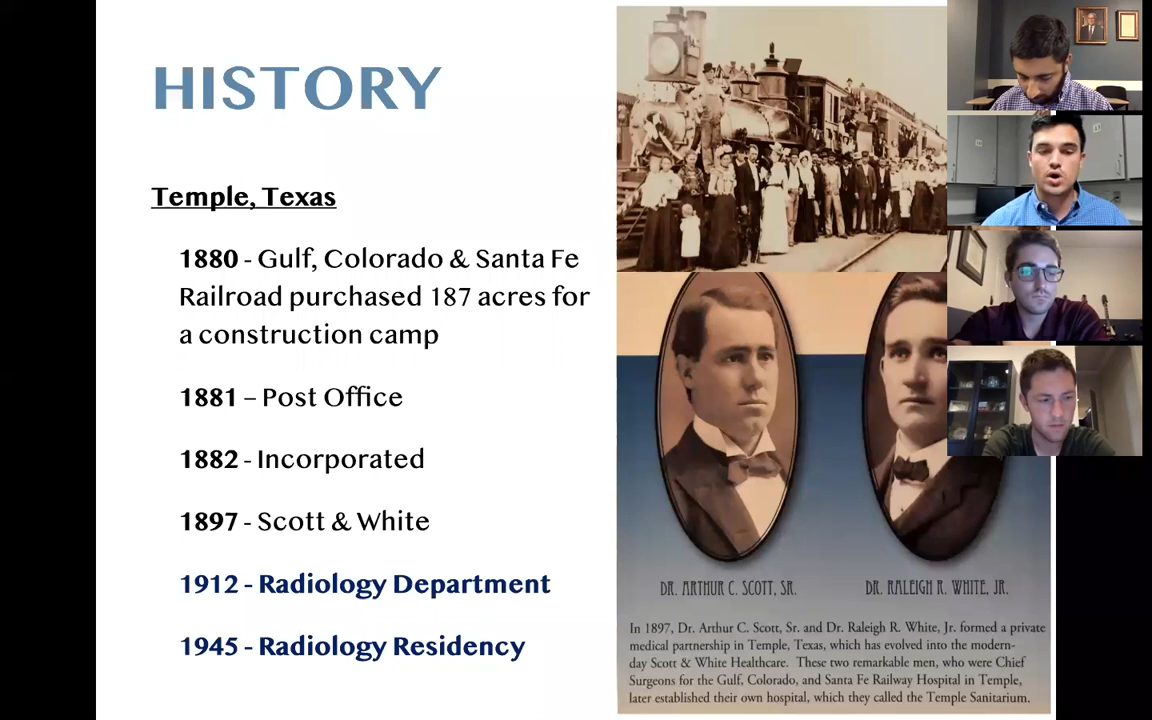 HISTORY
Temple, Texas
1880 - Gulf, Colorado & Santa Fe
Railroad purchased 187 acres for
a construction camp
1881 – Post Office
1882 - Incorporated
1897 - Scott & White
1912 - Radiology Department
1945 - Radiology Residency
DR. ARTHUR C. SCOTT, SR.
DR. RALEIGH R. WHITE, JR.
In 1897, Dr. Arthur C. Scott, Sr. and Dr. Raleigh R. White, Jr. formed a private
medical partnership in Temple, Texas, which has evolved into the modern-
day Scott & White Healthcare. These two remarkable men, who were Chief
Surgeons for the Gulf, Colorado, and Santa Fe Railway Hospital in Temple,
later established their own hospital, which they called the Temple Sanitarium.